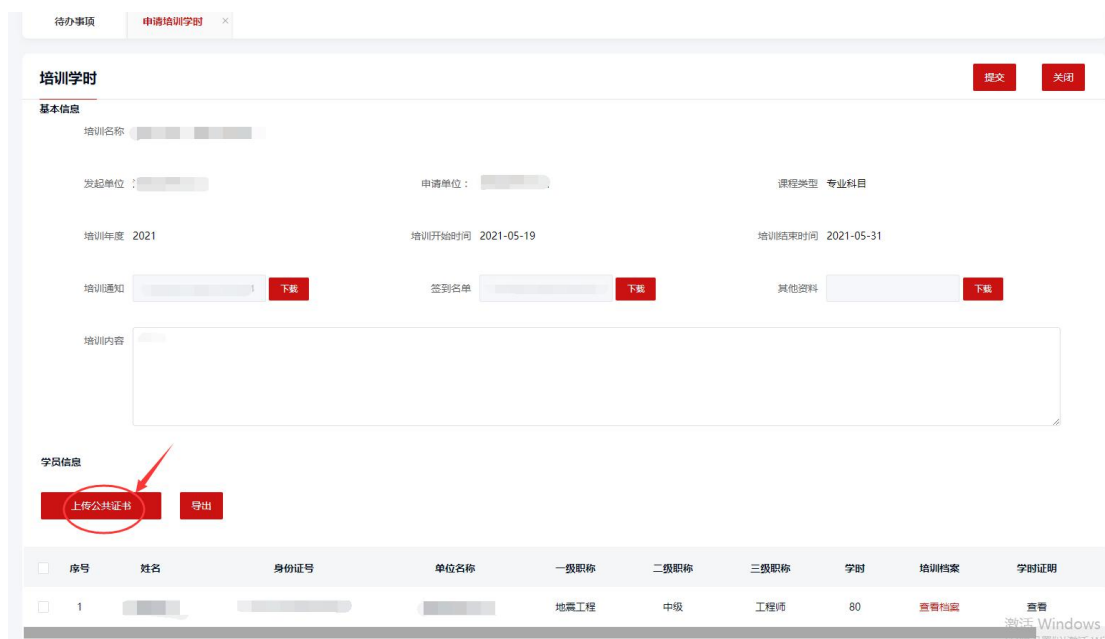 待办事项 申请培训学时 ×
培训学时 提交 关闭
基本信息
培训名称
发起单位 : 申请单位： 课程类型 专业科目
培训年度 2021 培训开始时间 2021-05-19 培训结束时间 2021-05-31
培训通知 下载 签到名单 下载 其他资料 下载
培训内容
学员信息
上传公共证书 导出
序号 姓名 身份证号 单位名称 一级职称 二级职称 三级职称 学时 培训档案 学时证明
1 地震工程 中级 工程师 80 查看档案 查看
激活 Windows